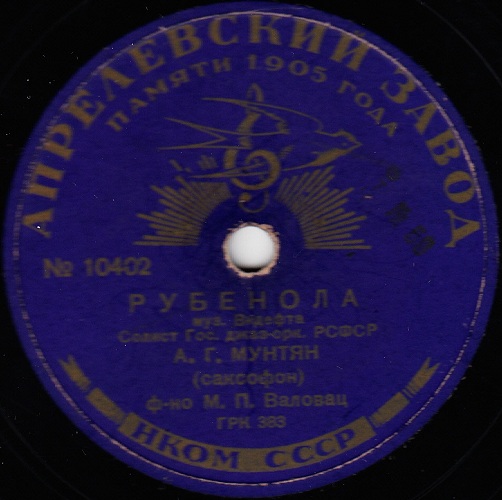 АПРЕЛЕВСКИЙ ЗАВОД
ПАМЯТИ 1905 ГОДА
№ 10402
РУБЕНОЛА
муз. Видефта
Солист Гос. джаз-орк. РСФСР
А. Г. МУНТЯН
(саксофон)
ф-но М. П. Валовац
ГРК 383
НКОМ СССР